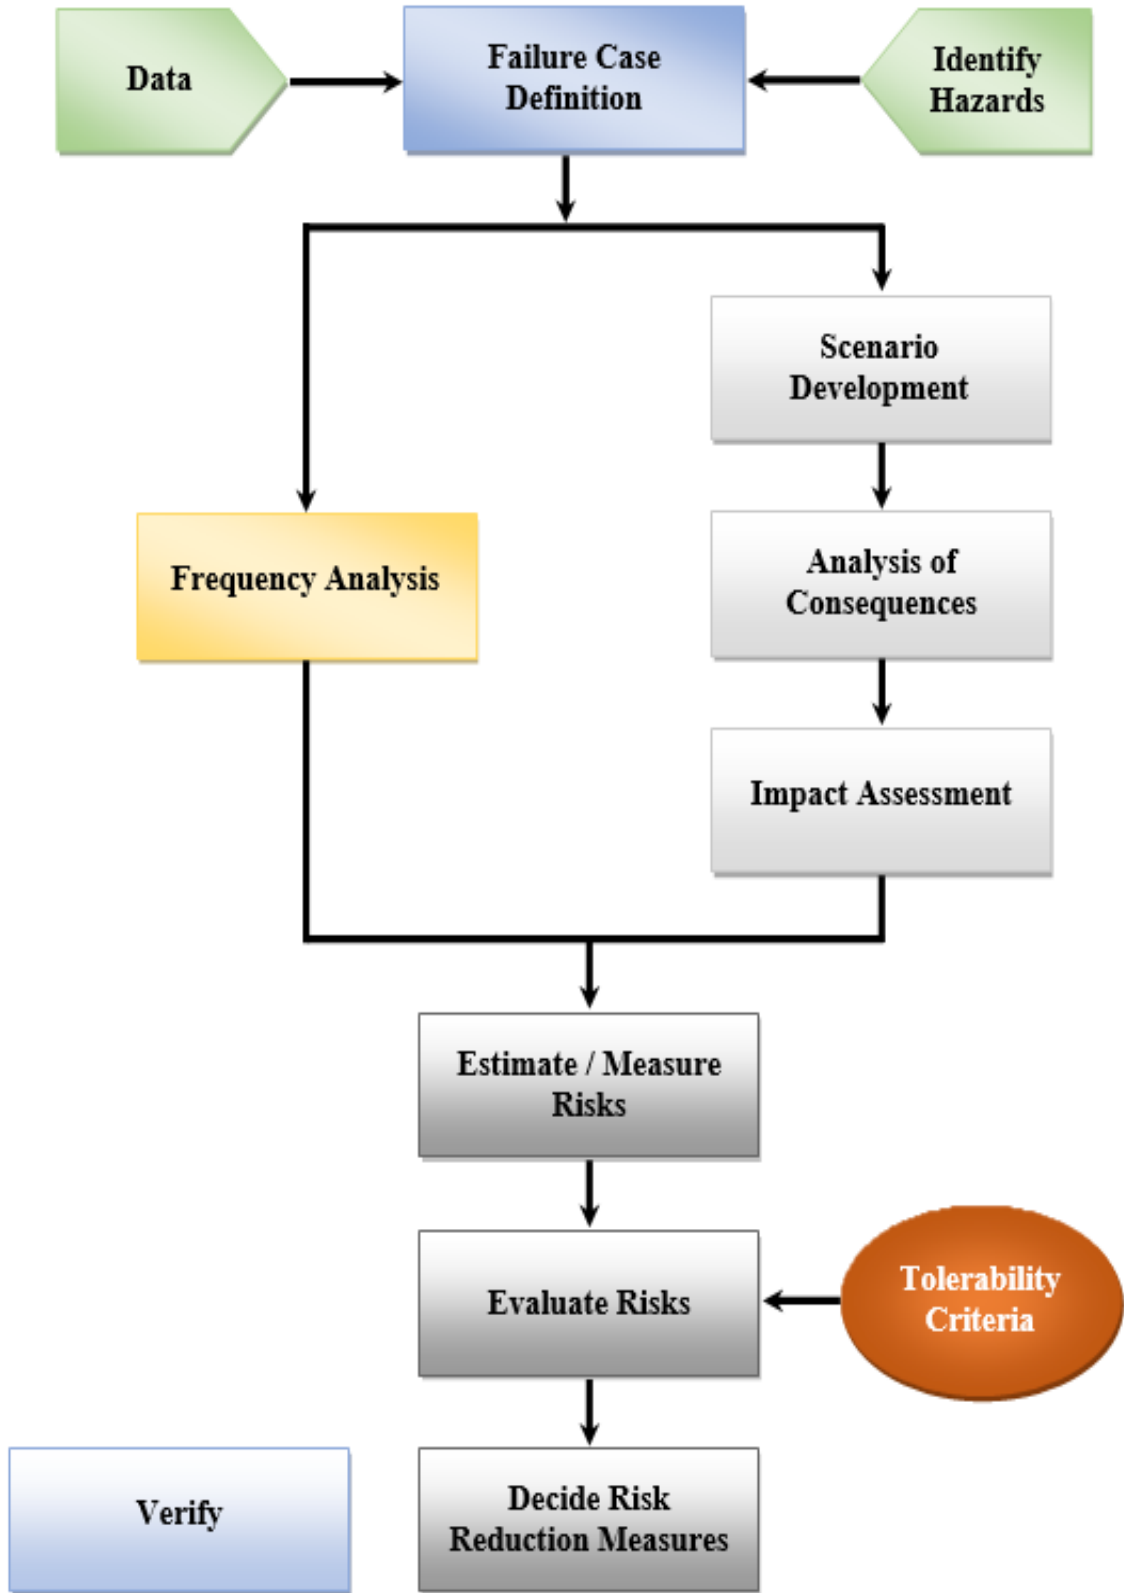 Data
Failure Case
Definition
Identify
Hazards
Scenario
Development
Frequency Analysis
Analysis of
Consequences
Impact Assessment
Estimate / Measure
Risks
Evaluate Risks
Tolerability
Criteria
Verify
Decide Risk
Reduction Measures